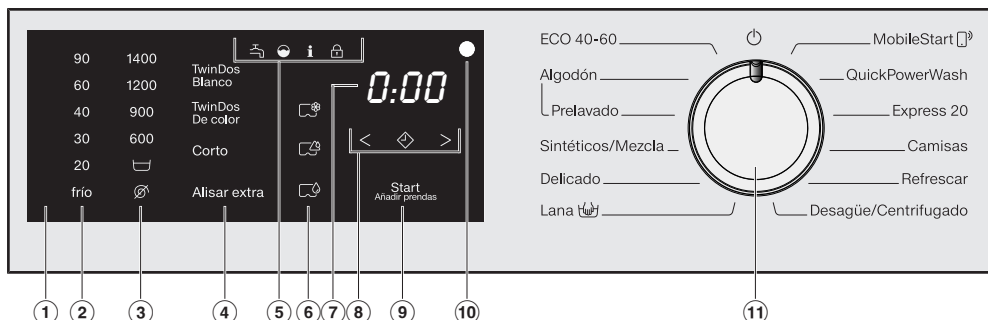 90 1400
60 1200
40 900
30 600
20
frío
TwinDos
Blanco
TwinDos
De color
Corto
Alisar extra
0:00
< >
Start
Añadir prendas
ECO 40-60
Algodón
Prelavado
Sintéticos/Mezcla
Delicado
Lana
MobileStart
QuickPowerWash
Express 20
Camisas
Refrescar
Desagüe/Centrifugado
1 2 3 4 5 6 7 8 9 10 11